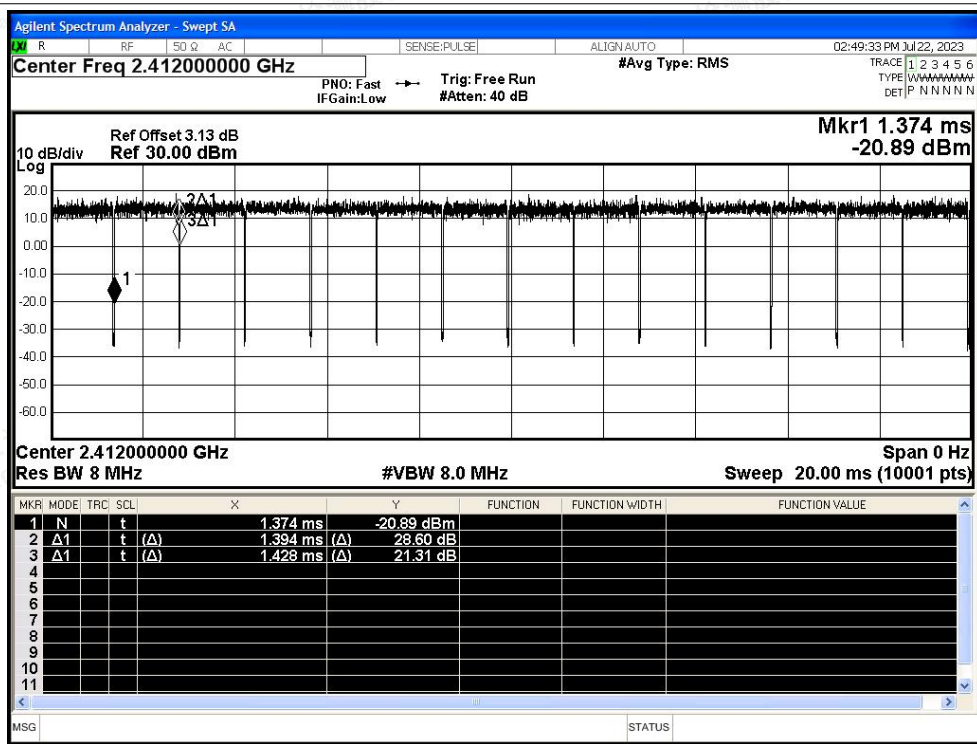 Agilent Spectrum Analyzer - Swept SA
LXI R RF 50 Ω AC SENSE:PULSE ALIGN AUTO 02:49:33 PM Jul 22, 2023
Center Freq 2.412000000 GHz #Avg Type: RMS TRACE 1 2 3 4 5 6
PNO: Fast Trig: Free Run TYPE WWWWWW
IFGain:Low #Atten: 40 dB DET P N N N N N
Mkr1 1.374 ms
Ref Offset 3.13 dB
10 dB/div Ref 30.00 dBm -20.89 dBm
Log
20.0
10.0
0.00
-10.0
-20.0
-30.0
-40.0
-50.0
-60.0
2Δ1
3Δ1
1
Center 2.412000000 GHz Span 0 Hz
Res BW 8 MHz #VBW 8.0 MHz Sweep 20.00 ms (10001 pts)
MKR MODE TRC SCL X Y FUNCTION FUNCTION WIDTH FUNCTION VALUE
1 N t 1.374 ms -20.89 dBm
2 Δ1 t (Δ) 1.394 ms (Δ) 28.60 dB
3 Δ1 t (Δ) 1.428 ms (Δ) 21.31 dB
4
5
6
7
8
9
10
11
MSG STATUS